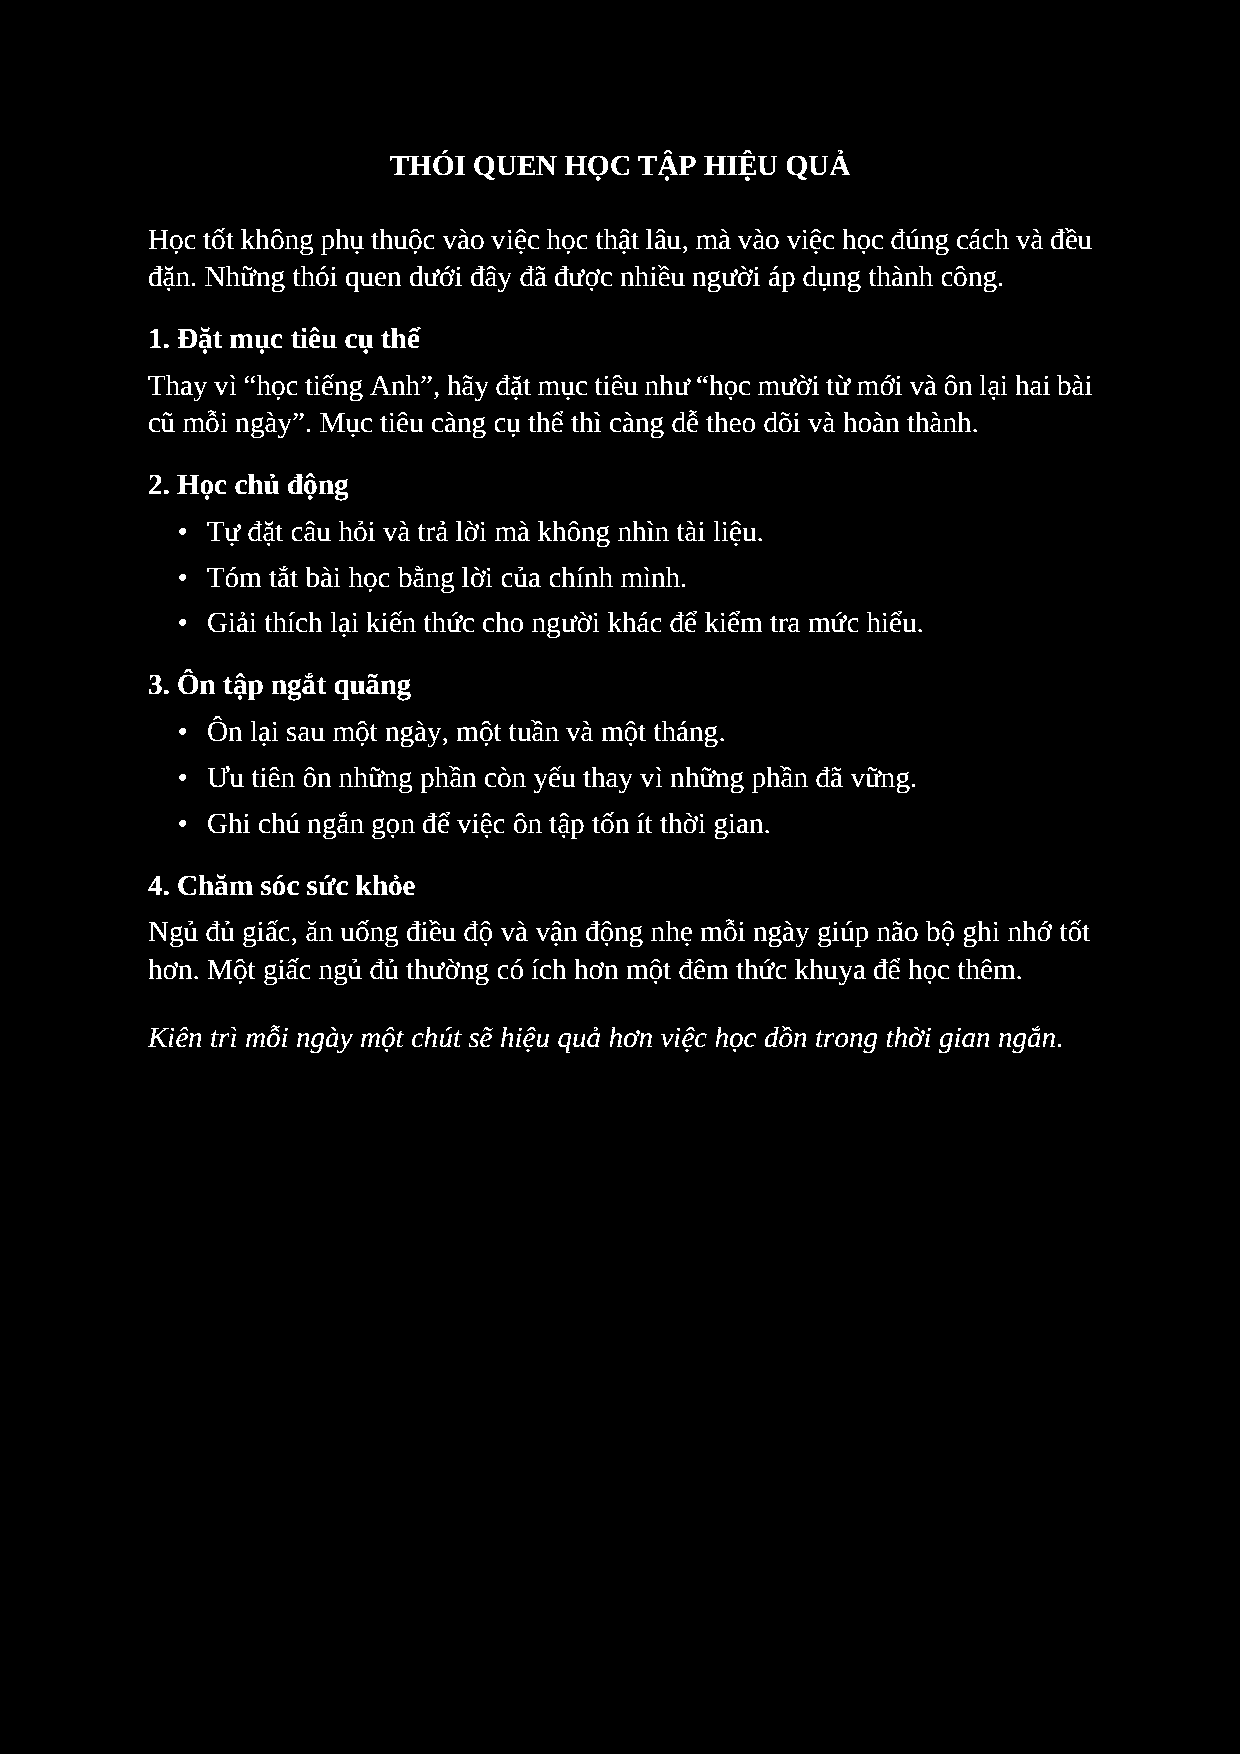 THÓI QUEN HỌC TẬP HIỆU QUẢ
Học tốt không phụ thuộc vào việc học thật lâu, mà vào việc học đúng cách và đều
đặn. Những thói quen dưới đây đã được nhiều người áp dụng thành công.
1. Đặt mục tiêu cụ thể
Thay vì “học tiếng Anh”, hãy đặt mục tiêu như “học mười từ mới và ôn lại hai bài
cũ mỗi ngày”. Mục tiêu càng cụ thể thì càng dễ theo dõi và hoàn thành.
2. Học chủ động
• Tự đặt câu hỏi và trả lời mà không nhìn tài liệu.
• Tóm tắt bài học bằng lời của chính mình.
• Giải thích lại kiến thức cho người khác để kiểm tra mức hiểu.
3. Ôn tập ngắt quãng
• Ôn lại sau một ngày, một tuần và một tháng.
• Ưu tiên ôn những phần còn yếu thay vì những phần đã vững.
• Ghi chú ngắn gọn để việc ôn tập tốn ít thời gian.
4. Chăm sóc sức khỏe
Ngủ đủ giấc, ăn uống điều độ và vận động nhẹ mỗi ngày giúp não bộ ghi nhớ tốt
hơn. Một giấc ngủ đủ thường có ích hơn một đêm thức khuya để học thêm.
Kiên trì mỗi ngày một chút sẽ hiệu quả hơn việc học dồn trong thời gian ngắn.